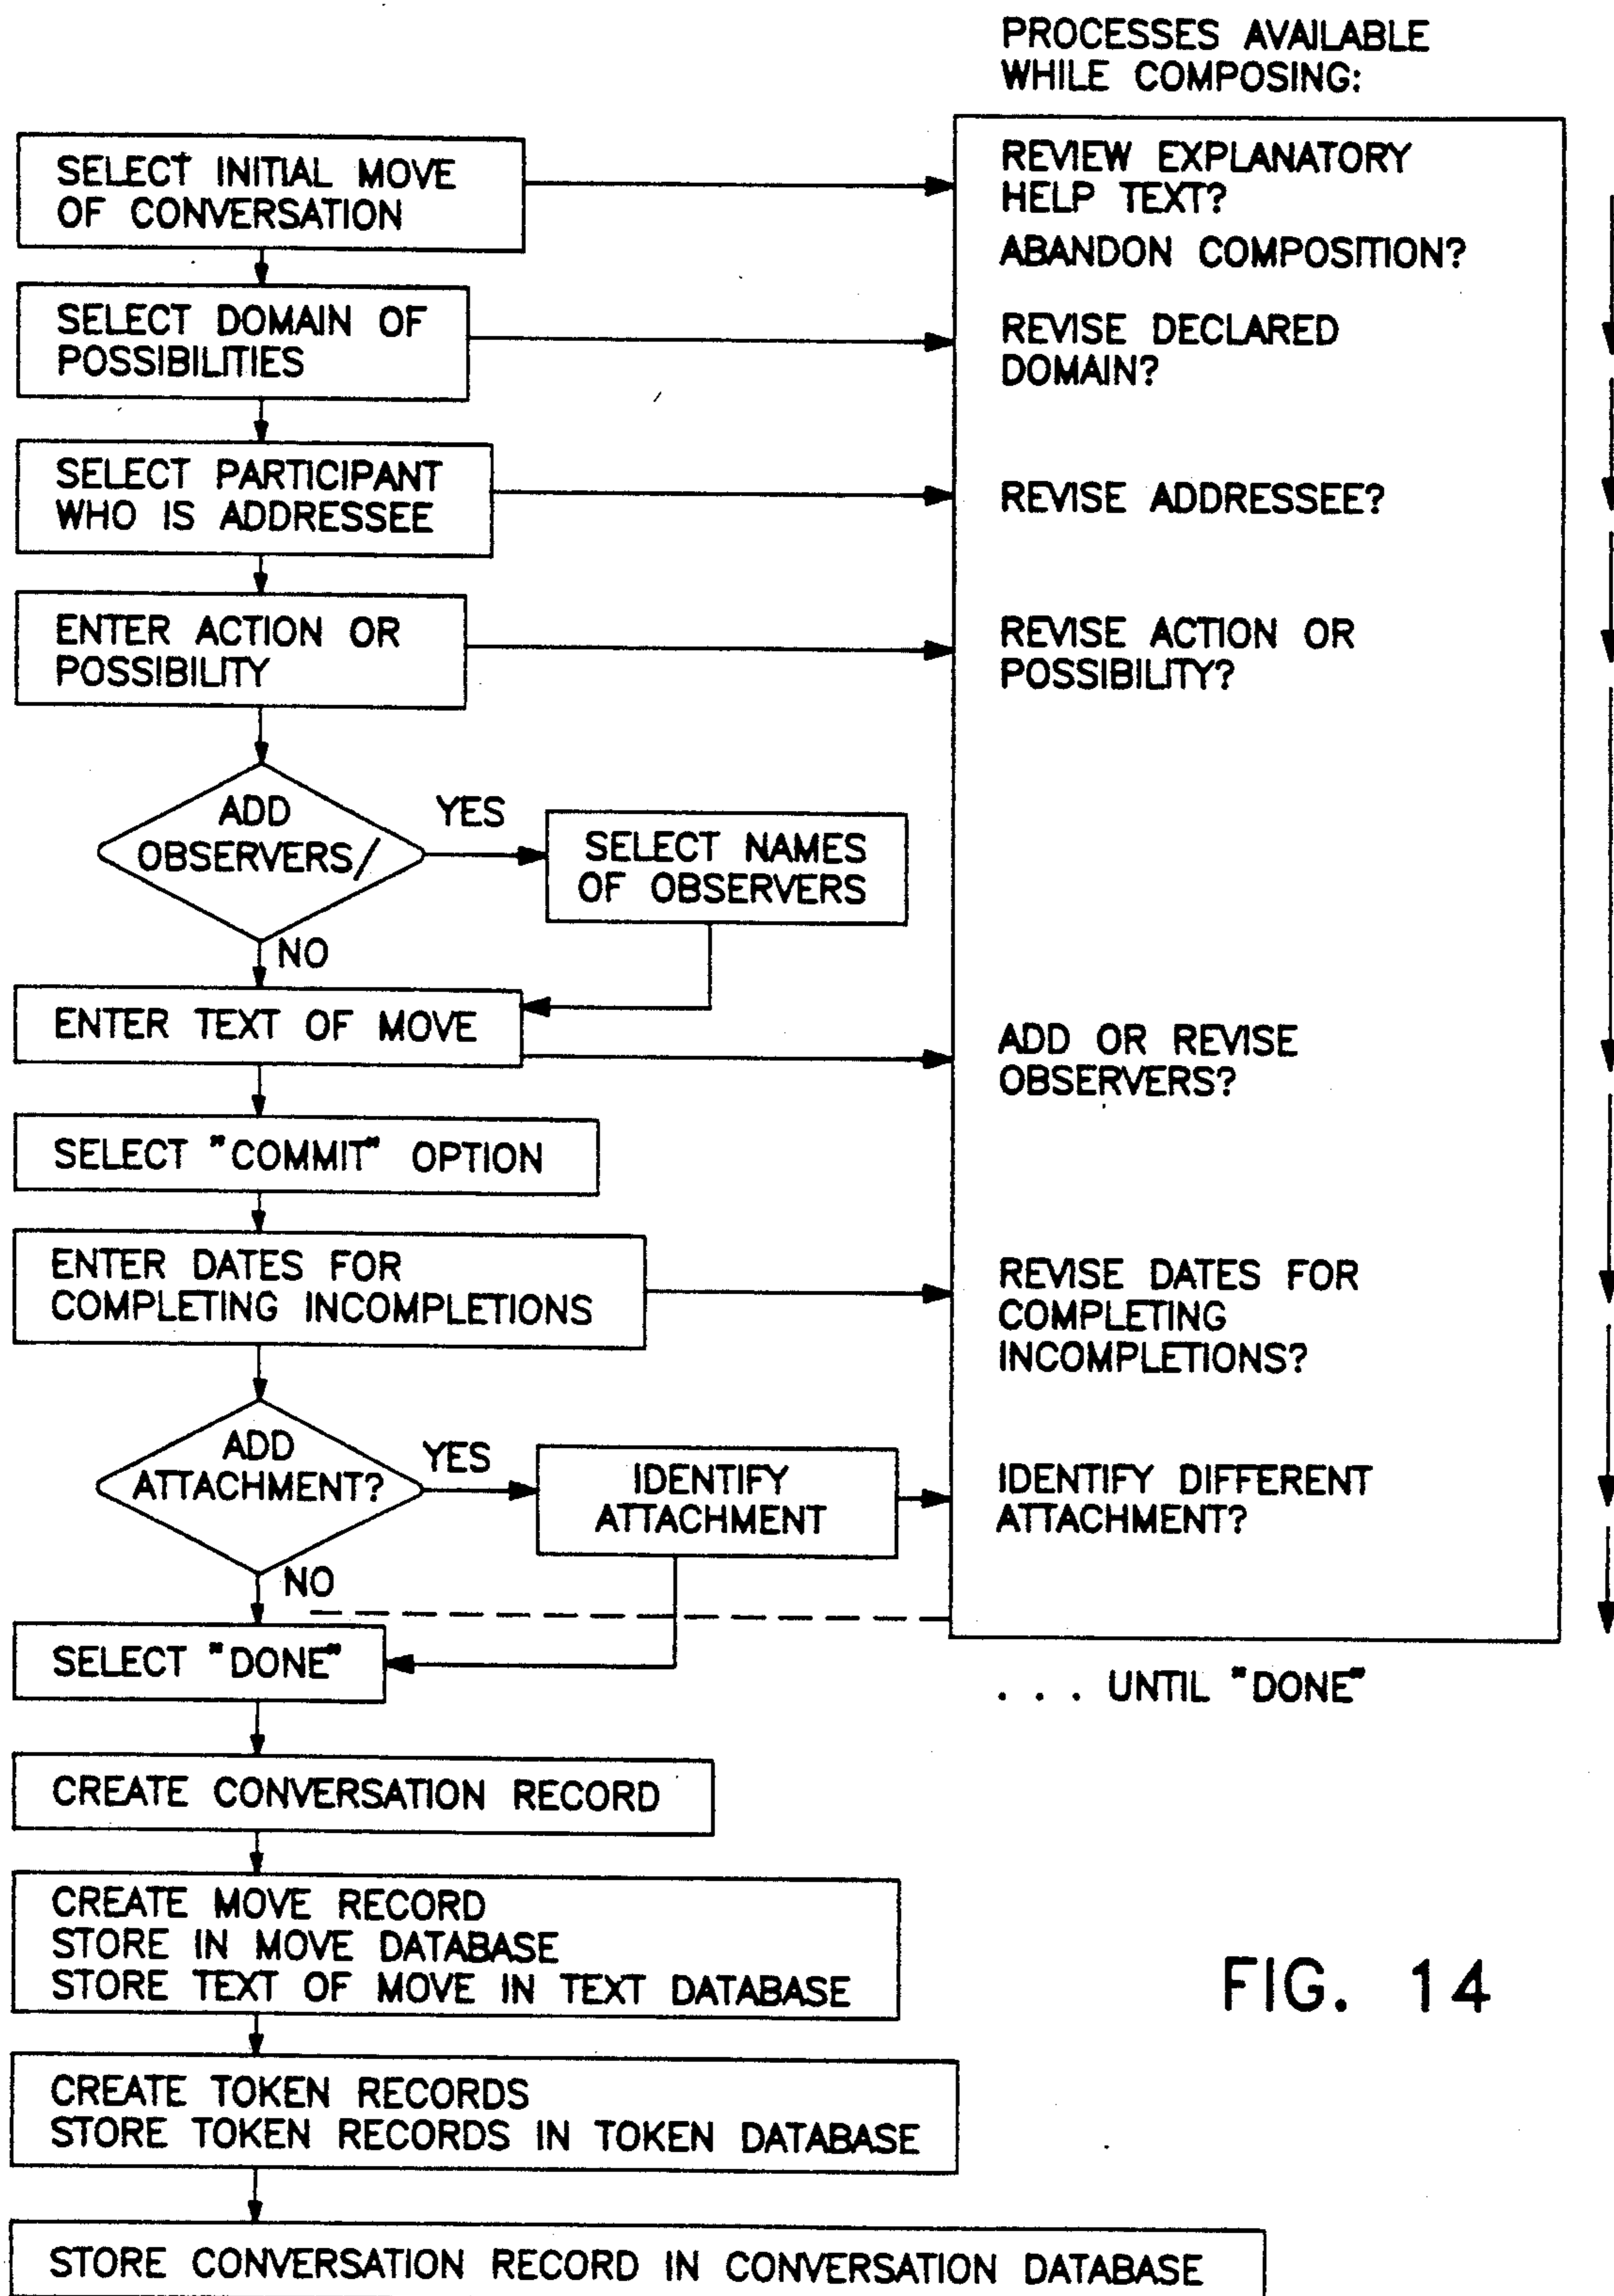 PROCESSES AVAILABLE
WHILE COMPOSING:
SELECT INITIAL MOVE
OF CONVERSATION
REVIEW EXPLANATORY
HELP TEXT?
ABANDON COMPOSITION?
SELECT DOMAIN OF
POSSIBILITIES
REVISE DECLARED
DOMAIN?
SELECT PARTICIPANT
WHO IS ADDRESSEE
REVISE ADDRESSEE?
ENTER ACTION OR
POSSIBILITY
REVISE ACTION OR
POSSIBILITY?
ADD
OBSERVERS/
YES
SELECT NAMES
OF OBSERVERS
NO
ENTER TEXT OF MOVE
ADD OR REVISE
OBSERVERS?
SELECT "COMMIT" OPTION
ENTER DATES FOR
COMPLETING INCOMPLETIONS
REVISE DATES FOR
COMPLETING
INCOMPLETIONS?
ADD
ATTACHMENT?
YES
IDENTIFY
ATTACHMENT
IDENTIFY DIFFERENT
ATTACHMENT?
NO
SELECT "DONE"
. . . UNTIL "DONE"
CREATE CONVERSATION RECORD
CREATE MOVE RECORD
STORE IN MOVE DATABASE
STORE TEXT OF MOVE IN TEXT DATABASE
FIG. 14
CREATE TOKEN RECORDS
STORE TOKEN RECORDS IN TOKEN DATABASE
STORE CONVERSATION RECORD IN CONVERSATION DATABASE